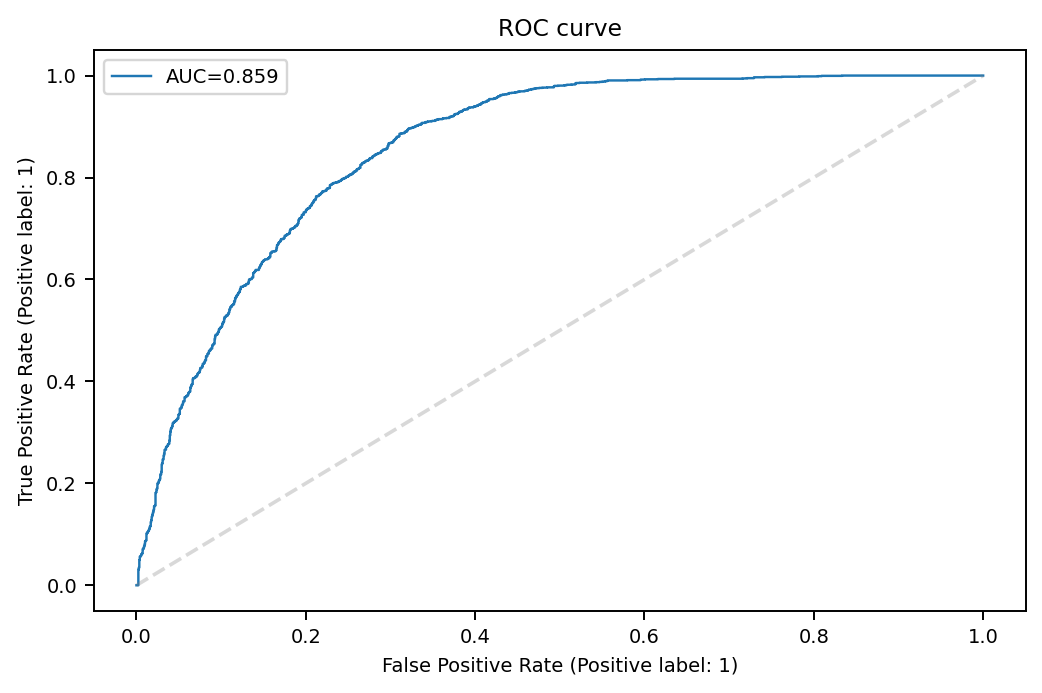 ROC curve
AUC=0.859
True Positive Rate (Positive label: 1)
1.0
0.8
0.6
0.4
0.2
0.0
0.0 0.2 0.4 0.6 0.8 1.0
False Positive Rate (Positive label: 1)